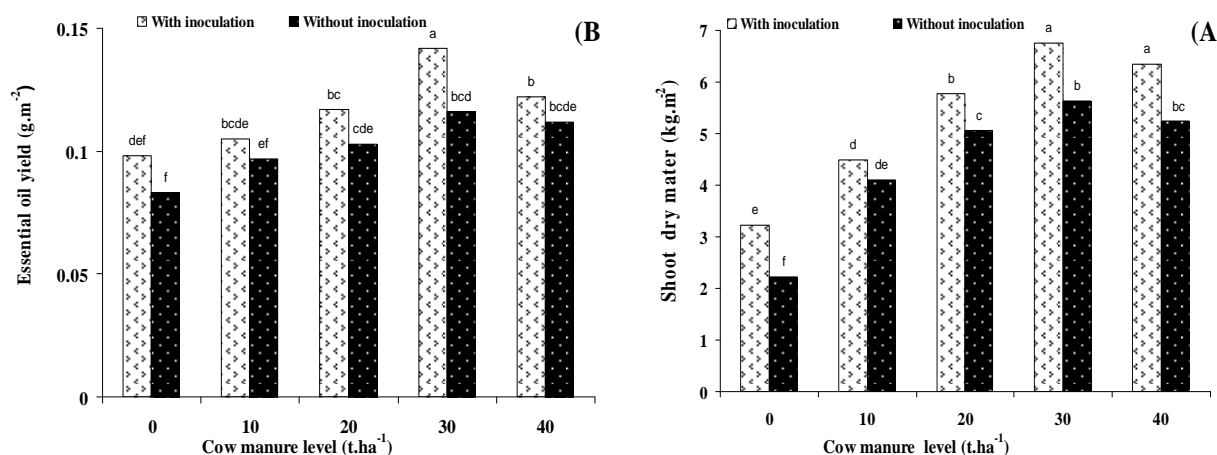 With inoculation Without inoculation
(B
Essential oil yield (g.m-2)
0.15
0.1
0.05
0
def f bcde ef bc cde a bcd b bcde
0 10 20 30 40
Cow manure level (t.ha-1)
With inoculation Without inoculation
(A
Shoot dry mater (kg.m-2)
7
6
5
4
3
2
1
0
e f d de b c a b a bc
0 10 20 30 40
Cow manure level (t.ha-1)